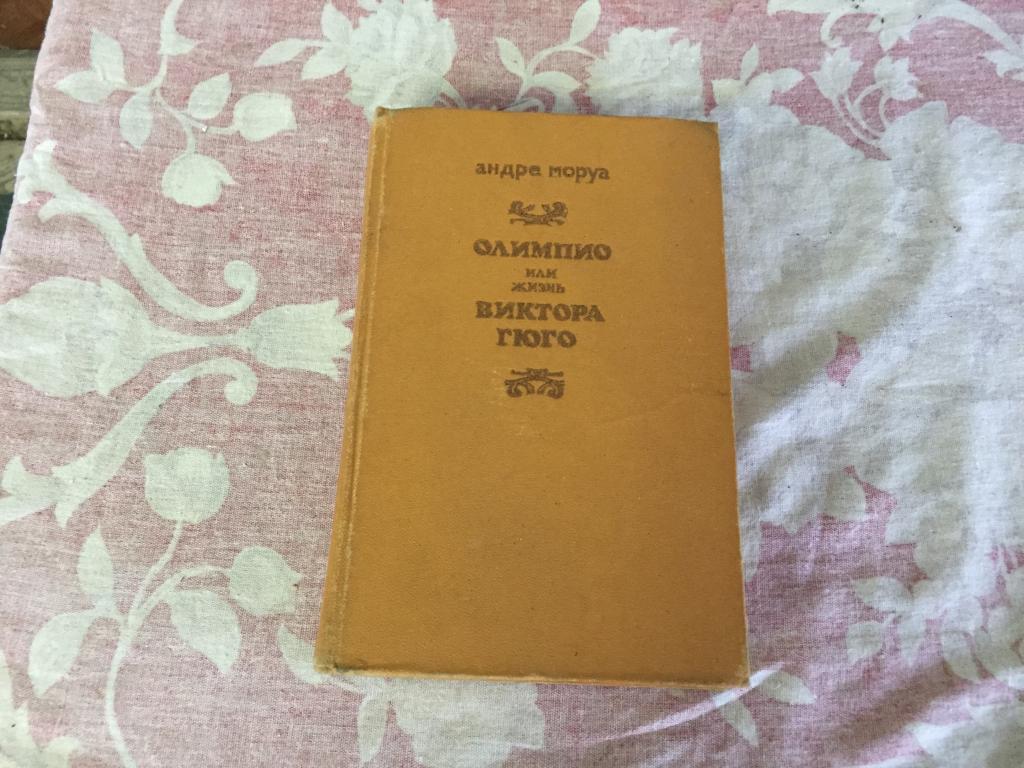 андре моруа
ОЛИМПИО
ИЛИ
ЖИЗНЬ
ВИКТОРА
ГЮГО